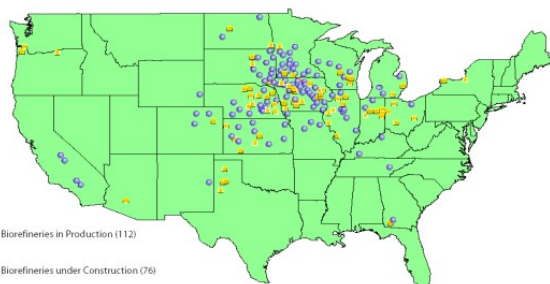 Biorefineries in Production (112)
Biorefineries under Construction (76)